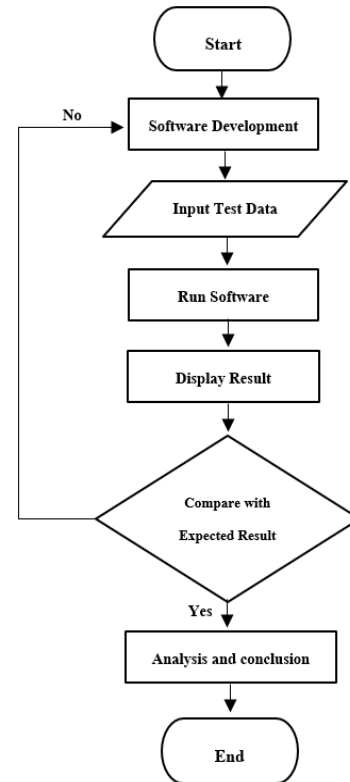 Start
No
Software Development
Input Test Data
Run Software
Display Result
Compare with
Expected Result
Yes
Analysis and conclusion
End